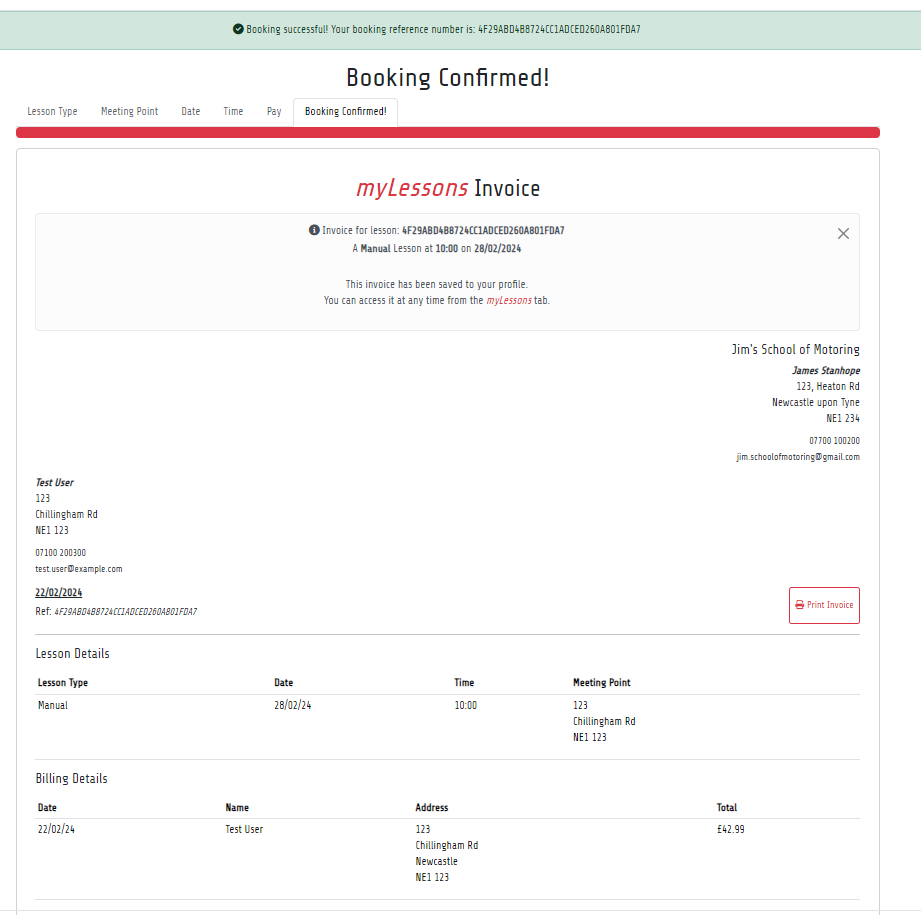 Booking successful! Your booking reference number is: 4F29ABD4B8724CC1ADCED260A801FDA7
Booking Confirmed!
Lesson Type Meeting Point Date Time Pay Booking Confirmed!
myLessons Invoice
Invoice for lesson: 4F29ABD4B8724CC1ADCED260A801FDA7
A Manual Lesson at 10:00 on 28/02/2024
This invoice has been saved to your profile.
You can access it at any time from the myLessons tab.
Jim's School of Motoring
James Stanhope
123, Heaton Rd
Newcastle upon Tyne
NE1 234
07700 100200
jim.schoolofmotoring@gmail.com
Test User
123
Chillingham Rd
NE1 123
07100 200300
test.user@example.com
22/02/2024
Ref: 4F29ABD4B8724CC1ADCED260A801FDA7
Print Invoice
Lesson Details
Lesson Type Date Time Meeting Point
Manual 28/02/24 10:00 123
Chillingham Rd
NE1 123
Billing Details
Date Name Address Total
22/02/24 Test User 123 £42.99
Chillingham Rd
Newcastle
NE1 123